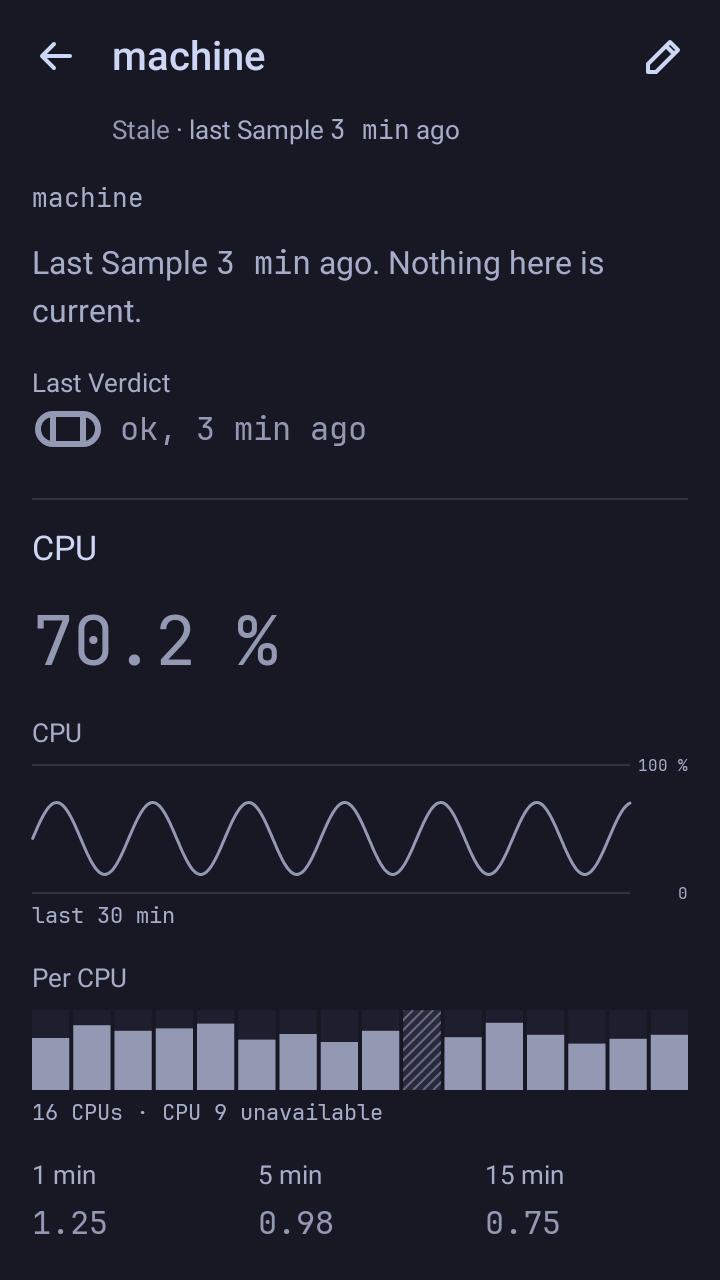 machine
Stale · last Sample 3 min ago
machine
Last Sample 3 min ago. Nothing here is
current.
Last Verdict
ok, 3 min ago
CPU
70.2 %
CPU
100 %
0
last 30 min
Per CPU
16 CPUs · CPU 9 unavailable
1 min 5 min 15 min
1.25 0.98 0.75